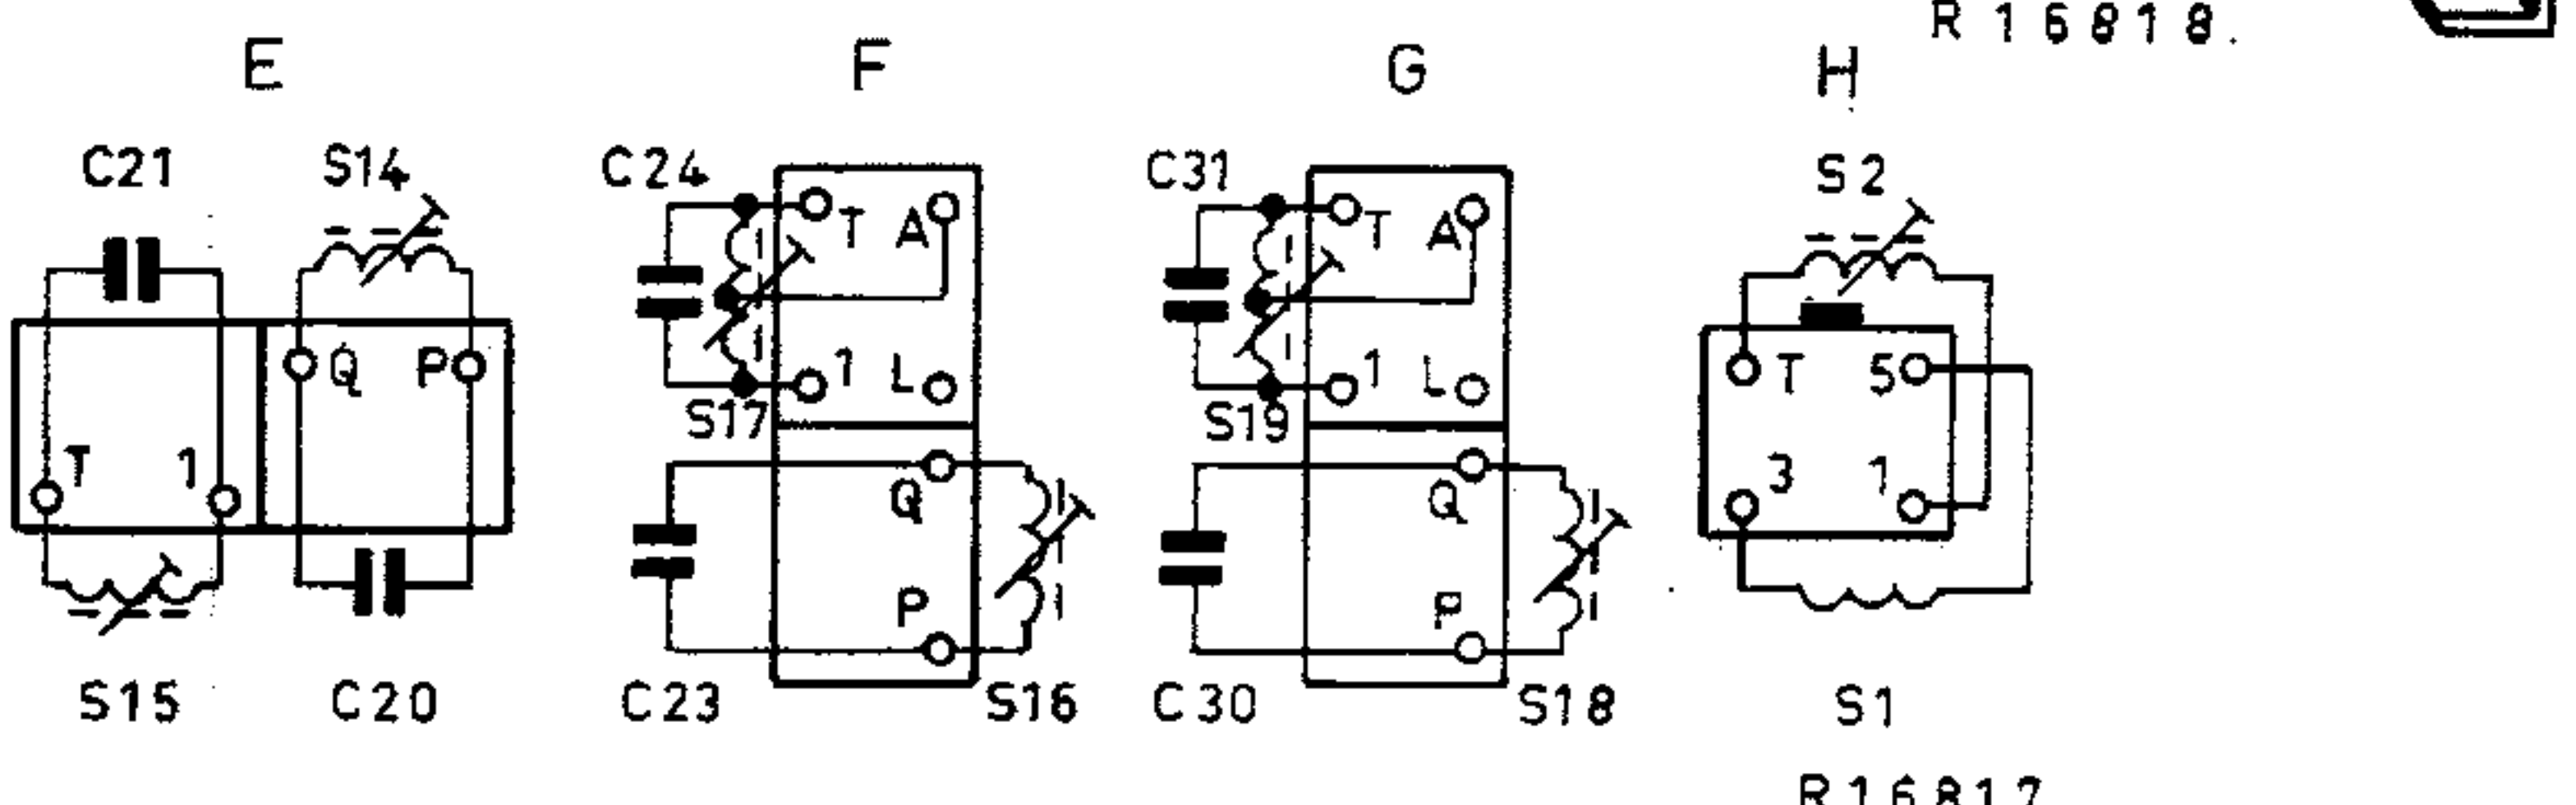 R 16818.
E F G H
C21 S14 C24 C31 S2
T A T A
Q P 1 L 1 L T 5
T 1 S17 S19 3 1
Q Q
P P
S15 C20 C23 S16 C30 S18 S1
R16817